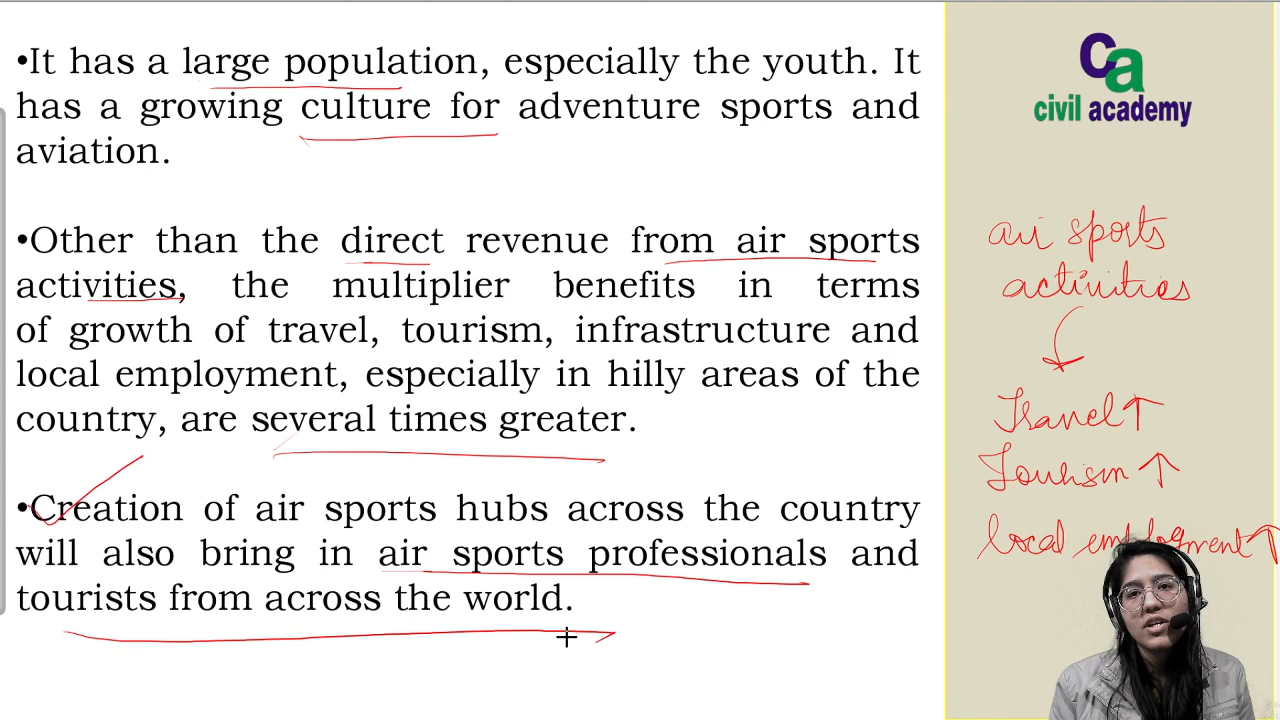 •It has a large population, especially the youth. It
has a growing culture for adventure sports and
aviation.
•Other than the direct revenue from air sports
activities, the multiplier benefits in terms
of growth of travel, tourism, infrastructure and
local employment, especially in hilly areas of the
country, are several times greater.
•Creation of air sports hubs across the country
will also bring in air sports professionals and
tourists from across the world.
ca
civil academy
air sports
activities
Travel ↑
Tourism ↑
local employment ↑